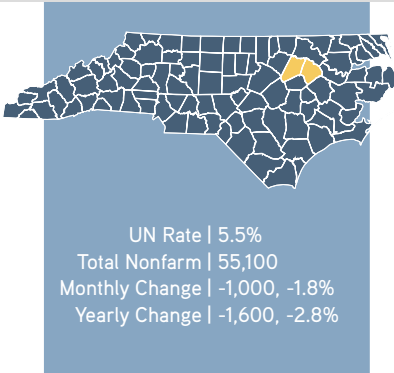 UN Rate | 5.5%
Total Nonfarm | 55,100
Monthly Change | -1,000, -1.8%
Yearly Change | -1,600, -2.8%